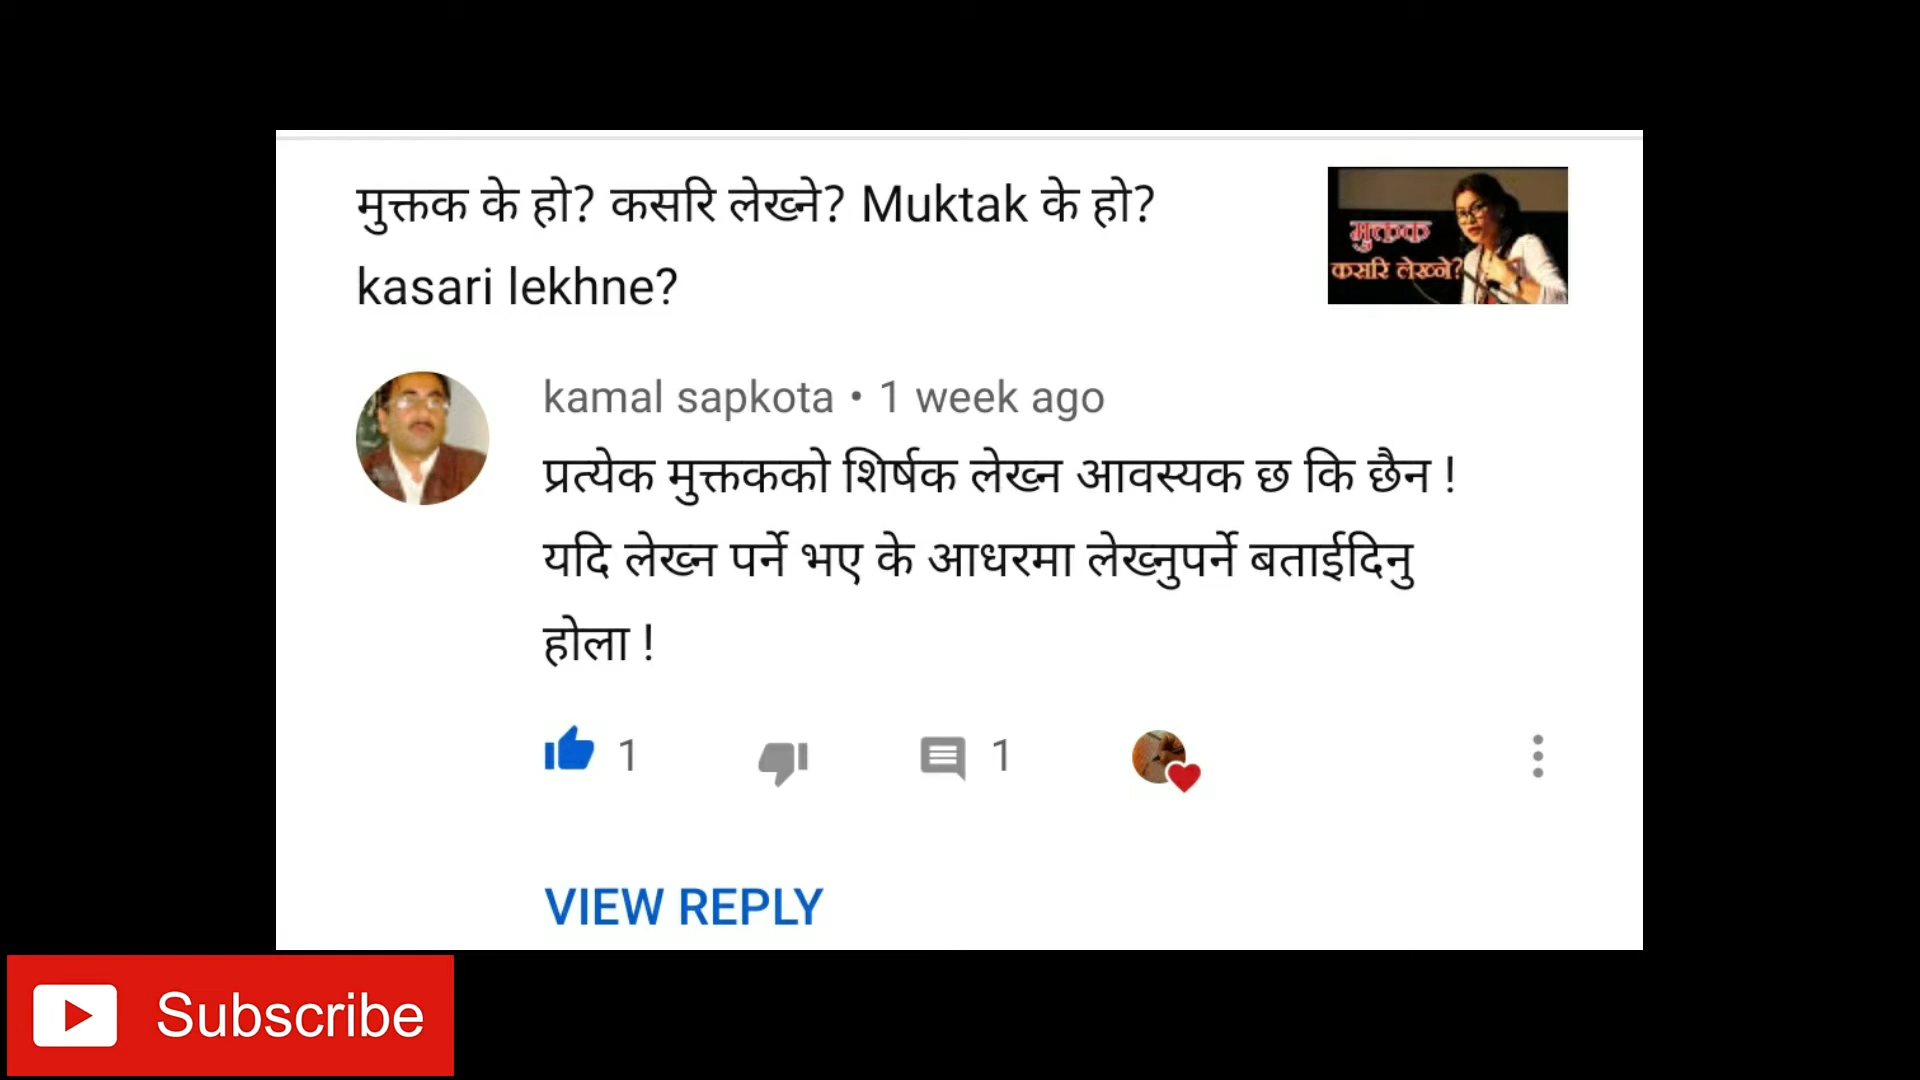 मुक्तक के हो? कसरि लेख्ने? Muktak के हो?
kasari lekhne?
मुक्तक
कसरि लेख्ने?
kamal sapkota • 1 week ago
प्रत्येक मुक्तकको शिर्षक लेख्न आवस्यक छ कि छैन !
यदि लेख्न पर्ने भए के आधरमा लेख्नुपर्ने बताईदिनु
होला !
1
1
VIEW REPLY
Subscribe